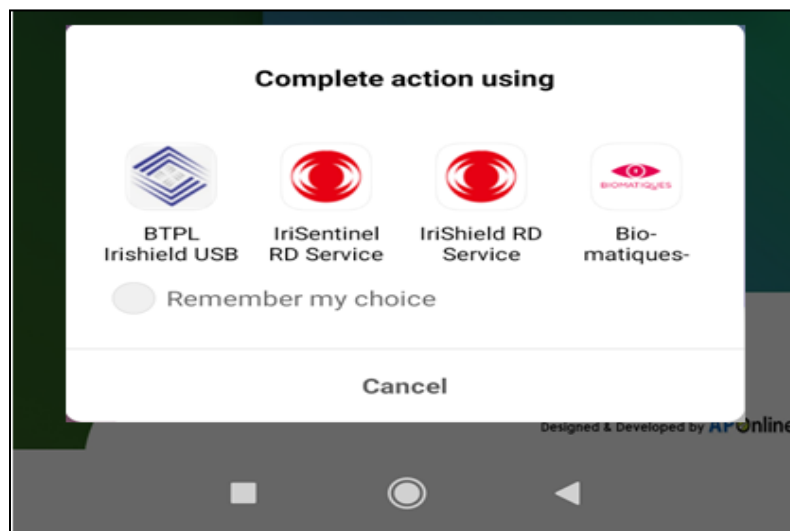 Complete action using
BIOMATIQUES
BTPL
Irishield USB
IriSentinel
RD Service
IriShield RD
Service
Bio-
matiques-
Remember my choice
Cancel
Designed & Developed by APOnline